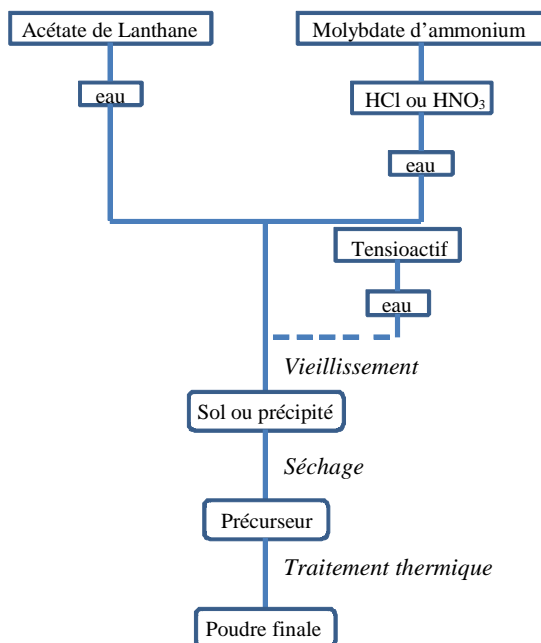 Acétate de Lanthane
Molybdate d’ammonium
eau
HCl ou HNO₃
eau
Tensioactif
eau
Vieillissement
Sol ou précipité
Séchage
Précurseur
Traitement thermique
Poudre finale